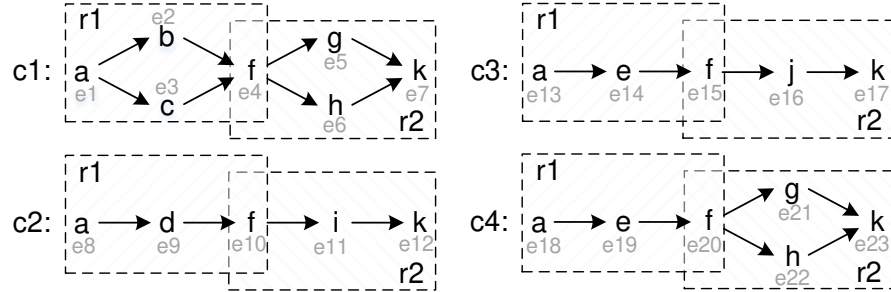 r1
e2
b
g
e5
c1: a f k
e1 e4 e7
e3
c
h
e6
r2
r1
c3: a e f j k
e13 e14 e15 e16 e17
r2
r1
c2: a d f i k
e8 e9 e10 e11 e12
r2
r1
g
e21
c4: a e f k
e18 e19 e20 e23
h
e22
r2